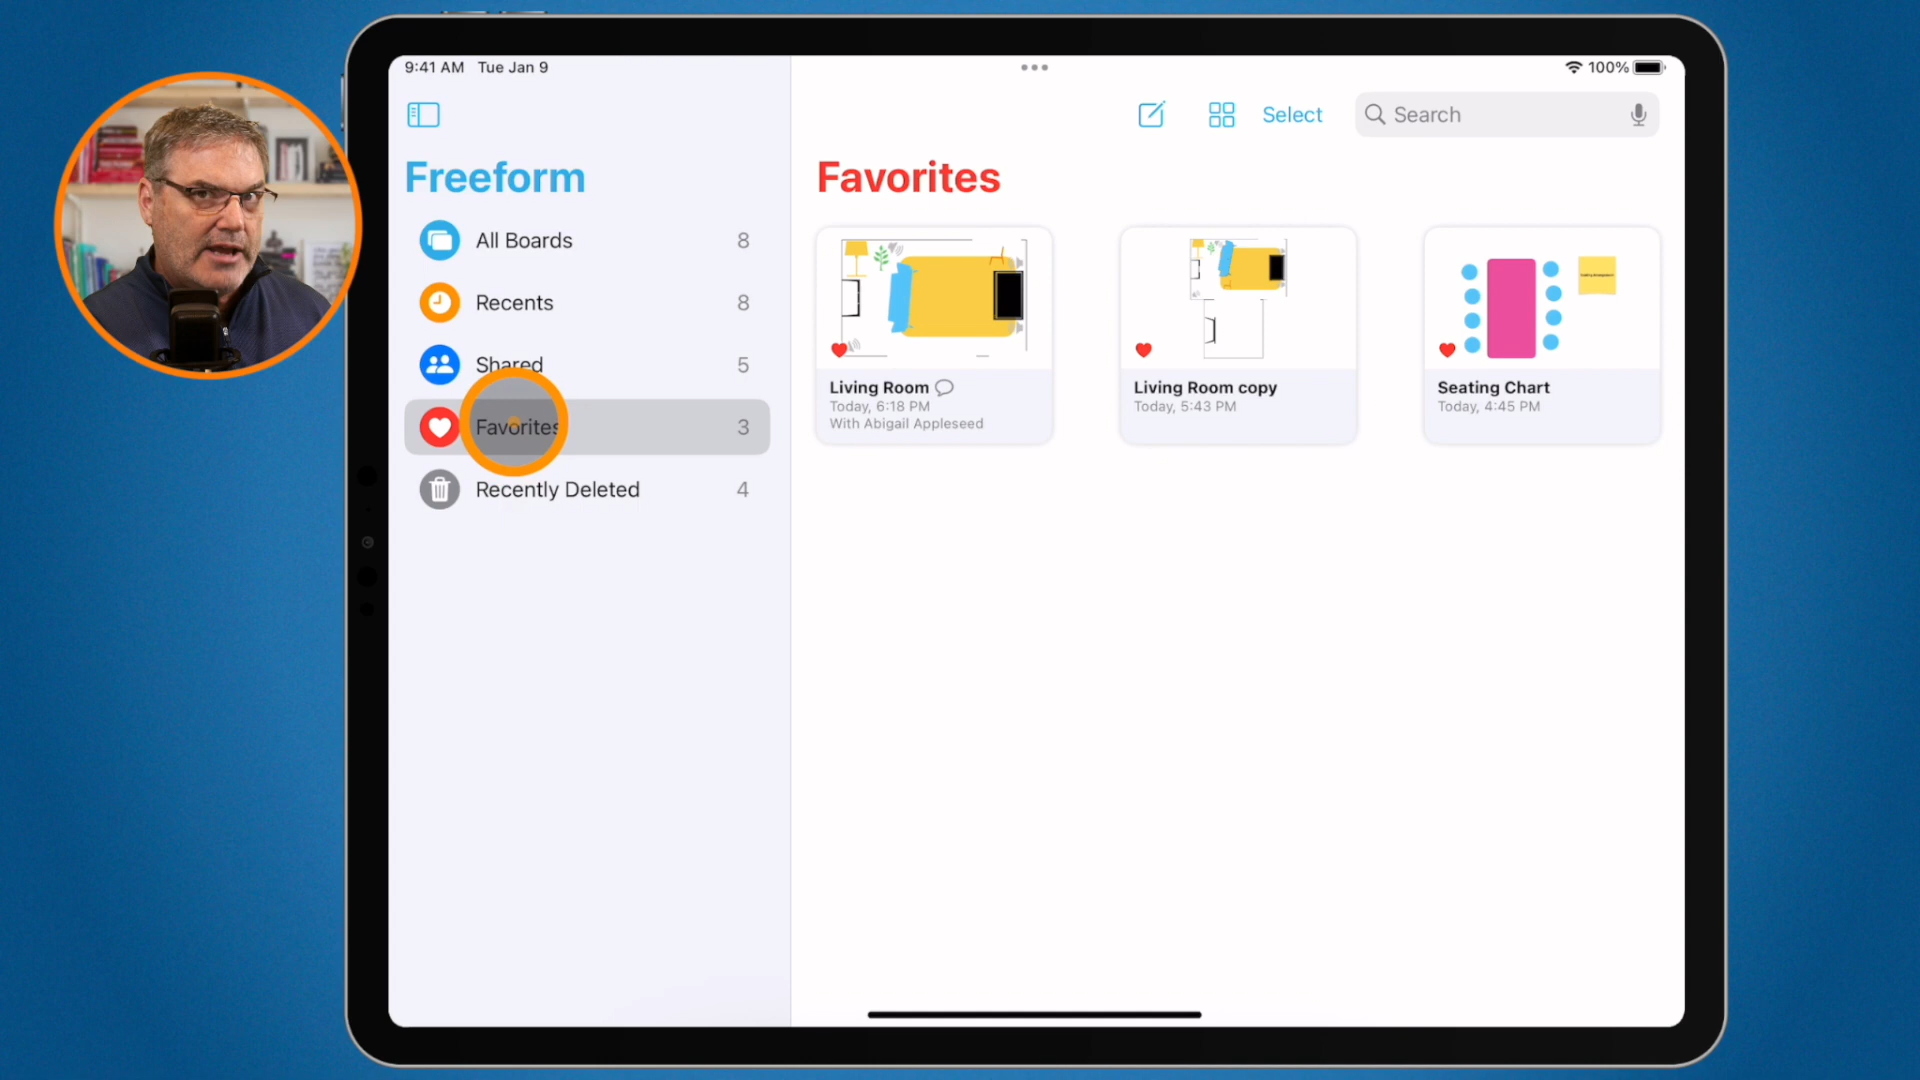 9:41 AM Tue Jan 9
100%
Select
Search
Freeform
Favorites
All Boards 8
Recents 8
Shared 5
Favorites 3
Recently Deleted 4
Living Room
Today, 6:18 PM
With Abigail Appleseed
Living Room copy
Today, 5:43 PM
Seating Chart
Today, 4:45 PM